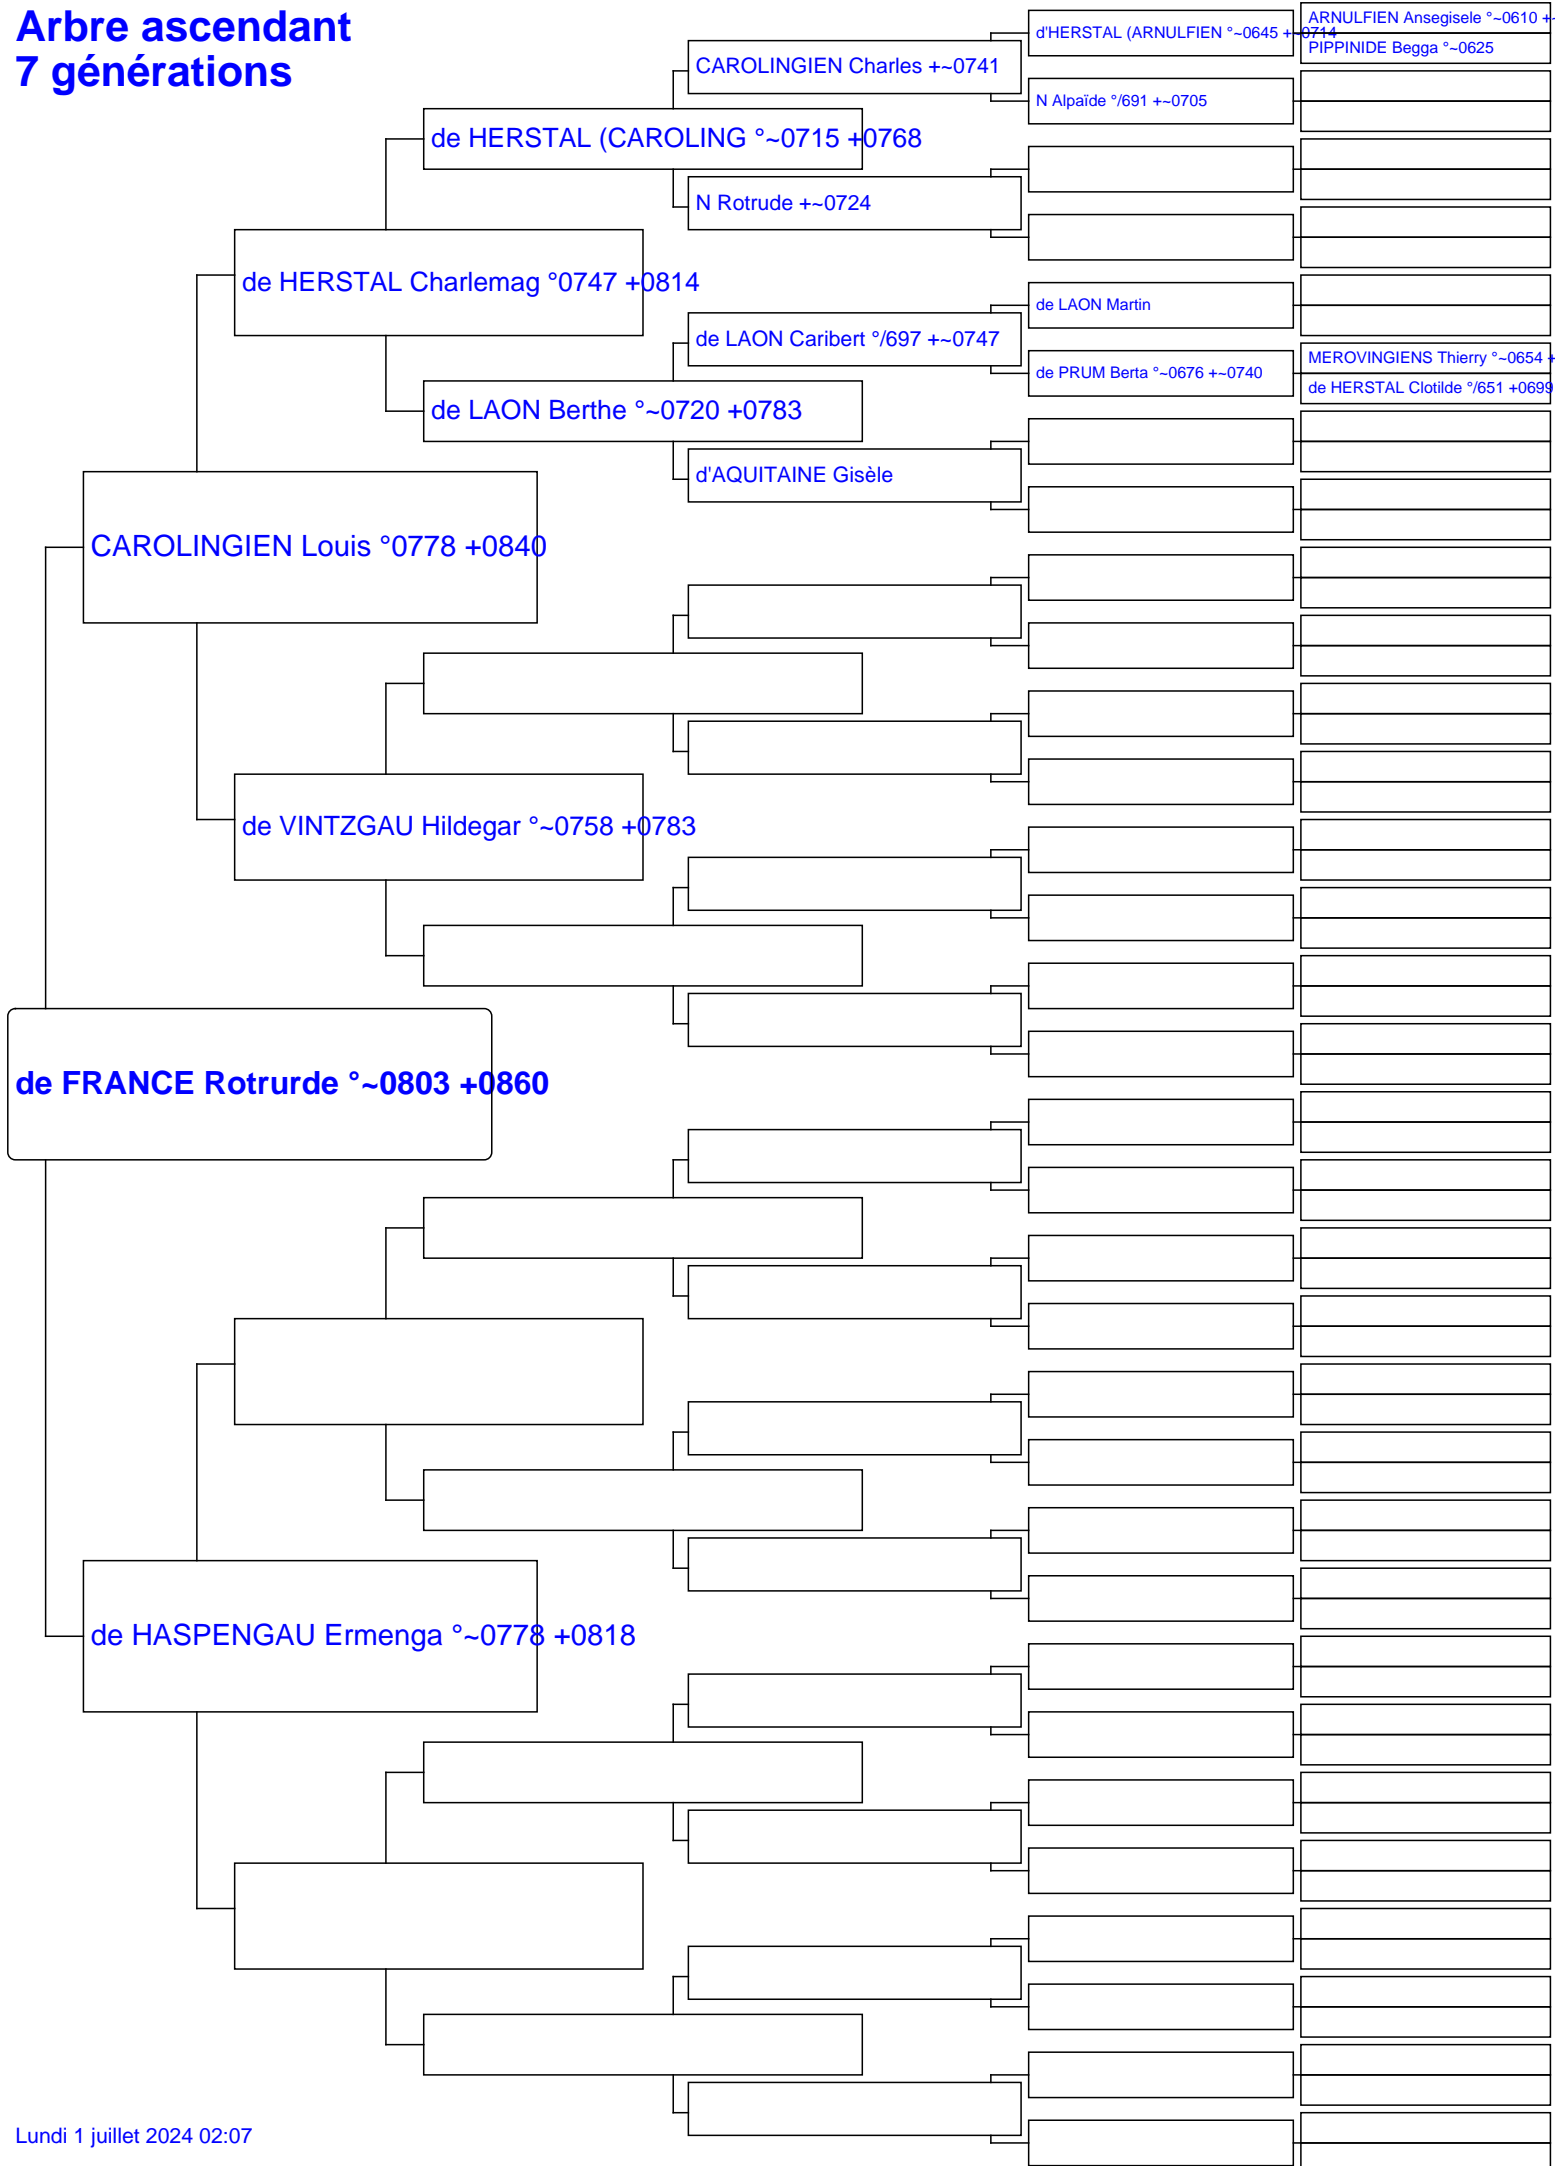 Arbre ascendant
7 générations
d'HERSTAL (ARNULFIEN °~0645 +~0714
ARNULFIEN Ansegisele °~0610 +
PIPPINIDE Begga °~0625
CAROLINGIEN Charles +~0741
N Alpaïde °/691 +~0705
de HERSTAL (CAROLING °~0715 +0768
N Rotrude +~0724
de HERSTAL Charlemag °0747 +0814
de LAON Martin
de LAON Caribert °/697 +~0747
MEROVINGIENS Thierry °~0654 +
de PRUM Berta °~0676 +~0740
de HERSTAL Clotilde °/651 +0699
de LAON Berthe °~0720 +0783
d'AQUITAINE Gisèle
CAROLINGIEN Louis °0778 +0840
de VINTZGAU Hildegar °~0758 +0783
de FRANCE Rotrurde °~0803 +0860
de HASPENGAU Ermenga °~0778 +0818
Lundi 1 juillet 2024 02:07